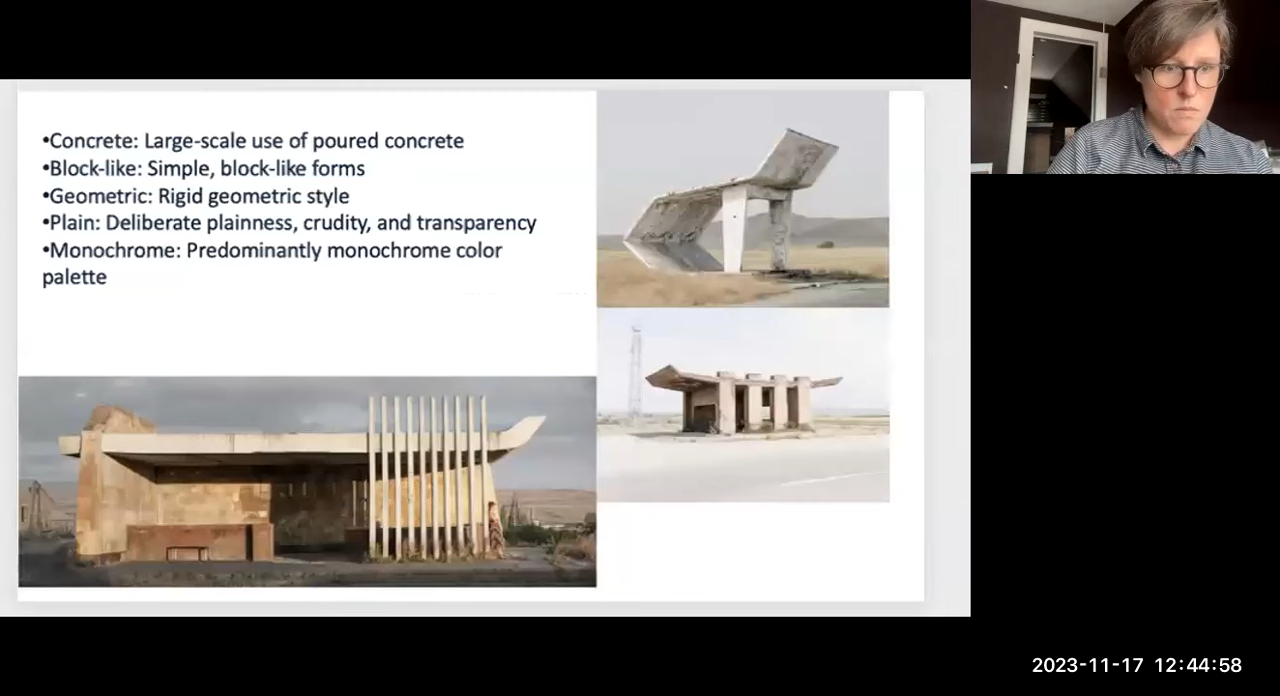 •Concrete: Large-scale use of poured concrete
•Block-like: Simple, block-like forms
•Geometric: Rigid geometric style
•Plain: Deliberate plainness, crudity, and transparency
•Monochrome: Predominantly monochrome color
palette
2023-11-17 12:44:58